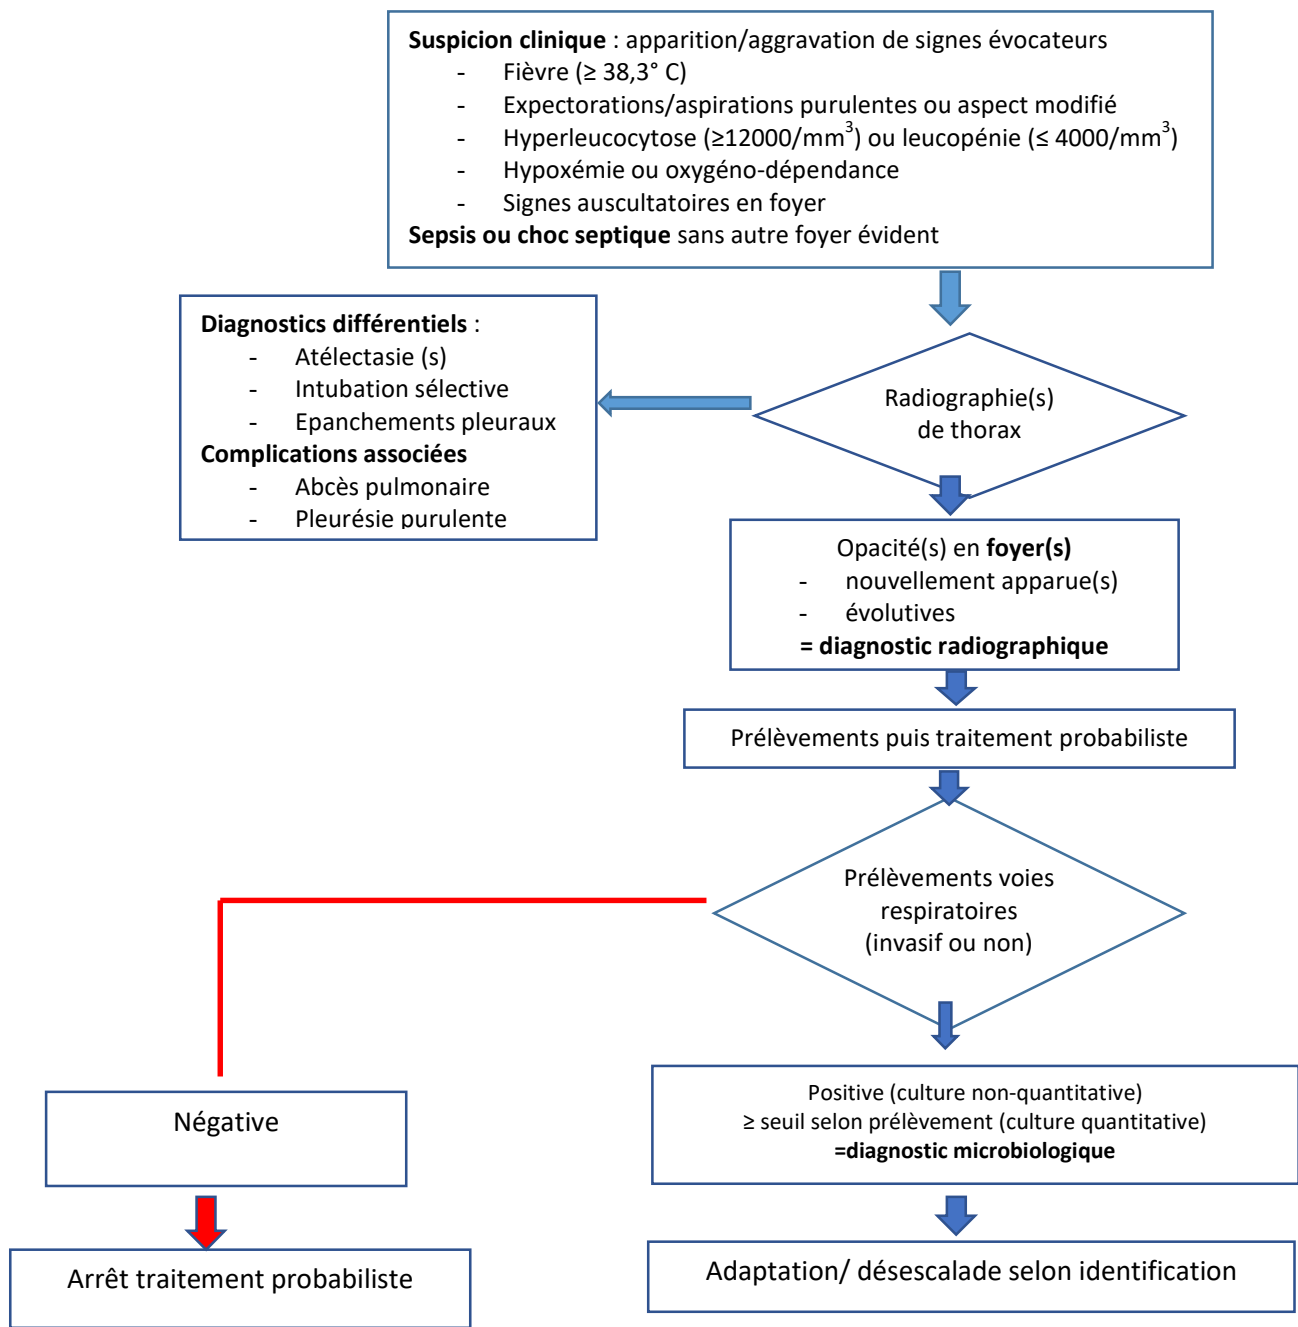 Suspicion clinique : apparition/aggravation de signes évocateurs
- Fièvre (≥ 38,3° C)
- Expectorations/aspirations purulentes ou aspect modifié
- Hyperleucocytose (≥12000/mm³) ou leucopénie (≤ 4000/mm³)
- Hypoxémie ou oxygéno-dépendance
- Signes auscultatoires en foyer
Sepsis ou choc septique sans autre foyer évident
Diagnostics différentiels :
- Atélectasie (s)
- Intubation sélective
- Epanchements pleuraux
Complications associées
- Abcès pulmonaire
- Pleurésie purulente
Radiographie(s)
de thorax
Opacité(s) en foyer(s)
- nouvellement apparue(s)
- évolutives
= diagnostic radiographique
Prélèvements puis traitement probabiliste
Prélèvements voies
respiratoires
(invasif ou non)
Négative
Positive (culture non-quantitative)
≥ seuil selon prélèvement (culture quantitative)
=diagnostic microbiologique
Arrêt traitement probabiliste
Adaptation/ désescalade selon identification